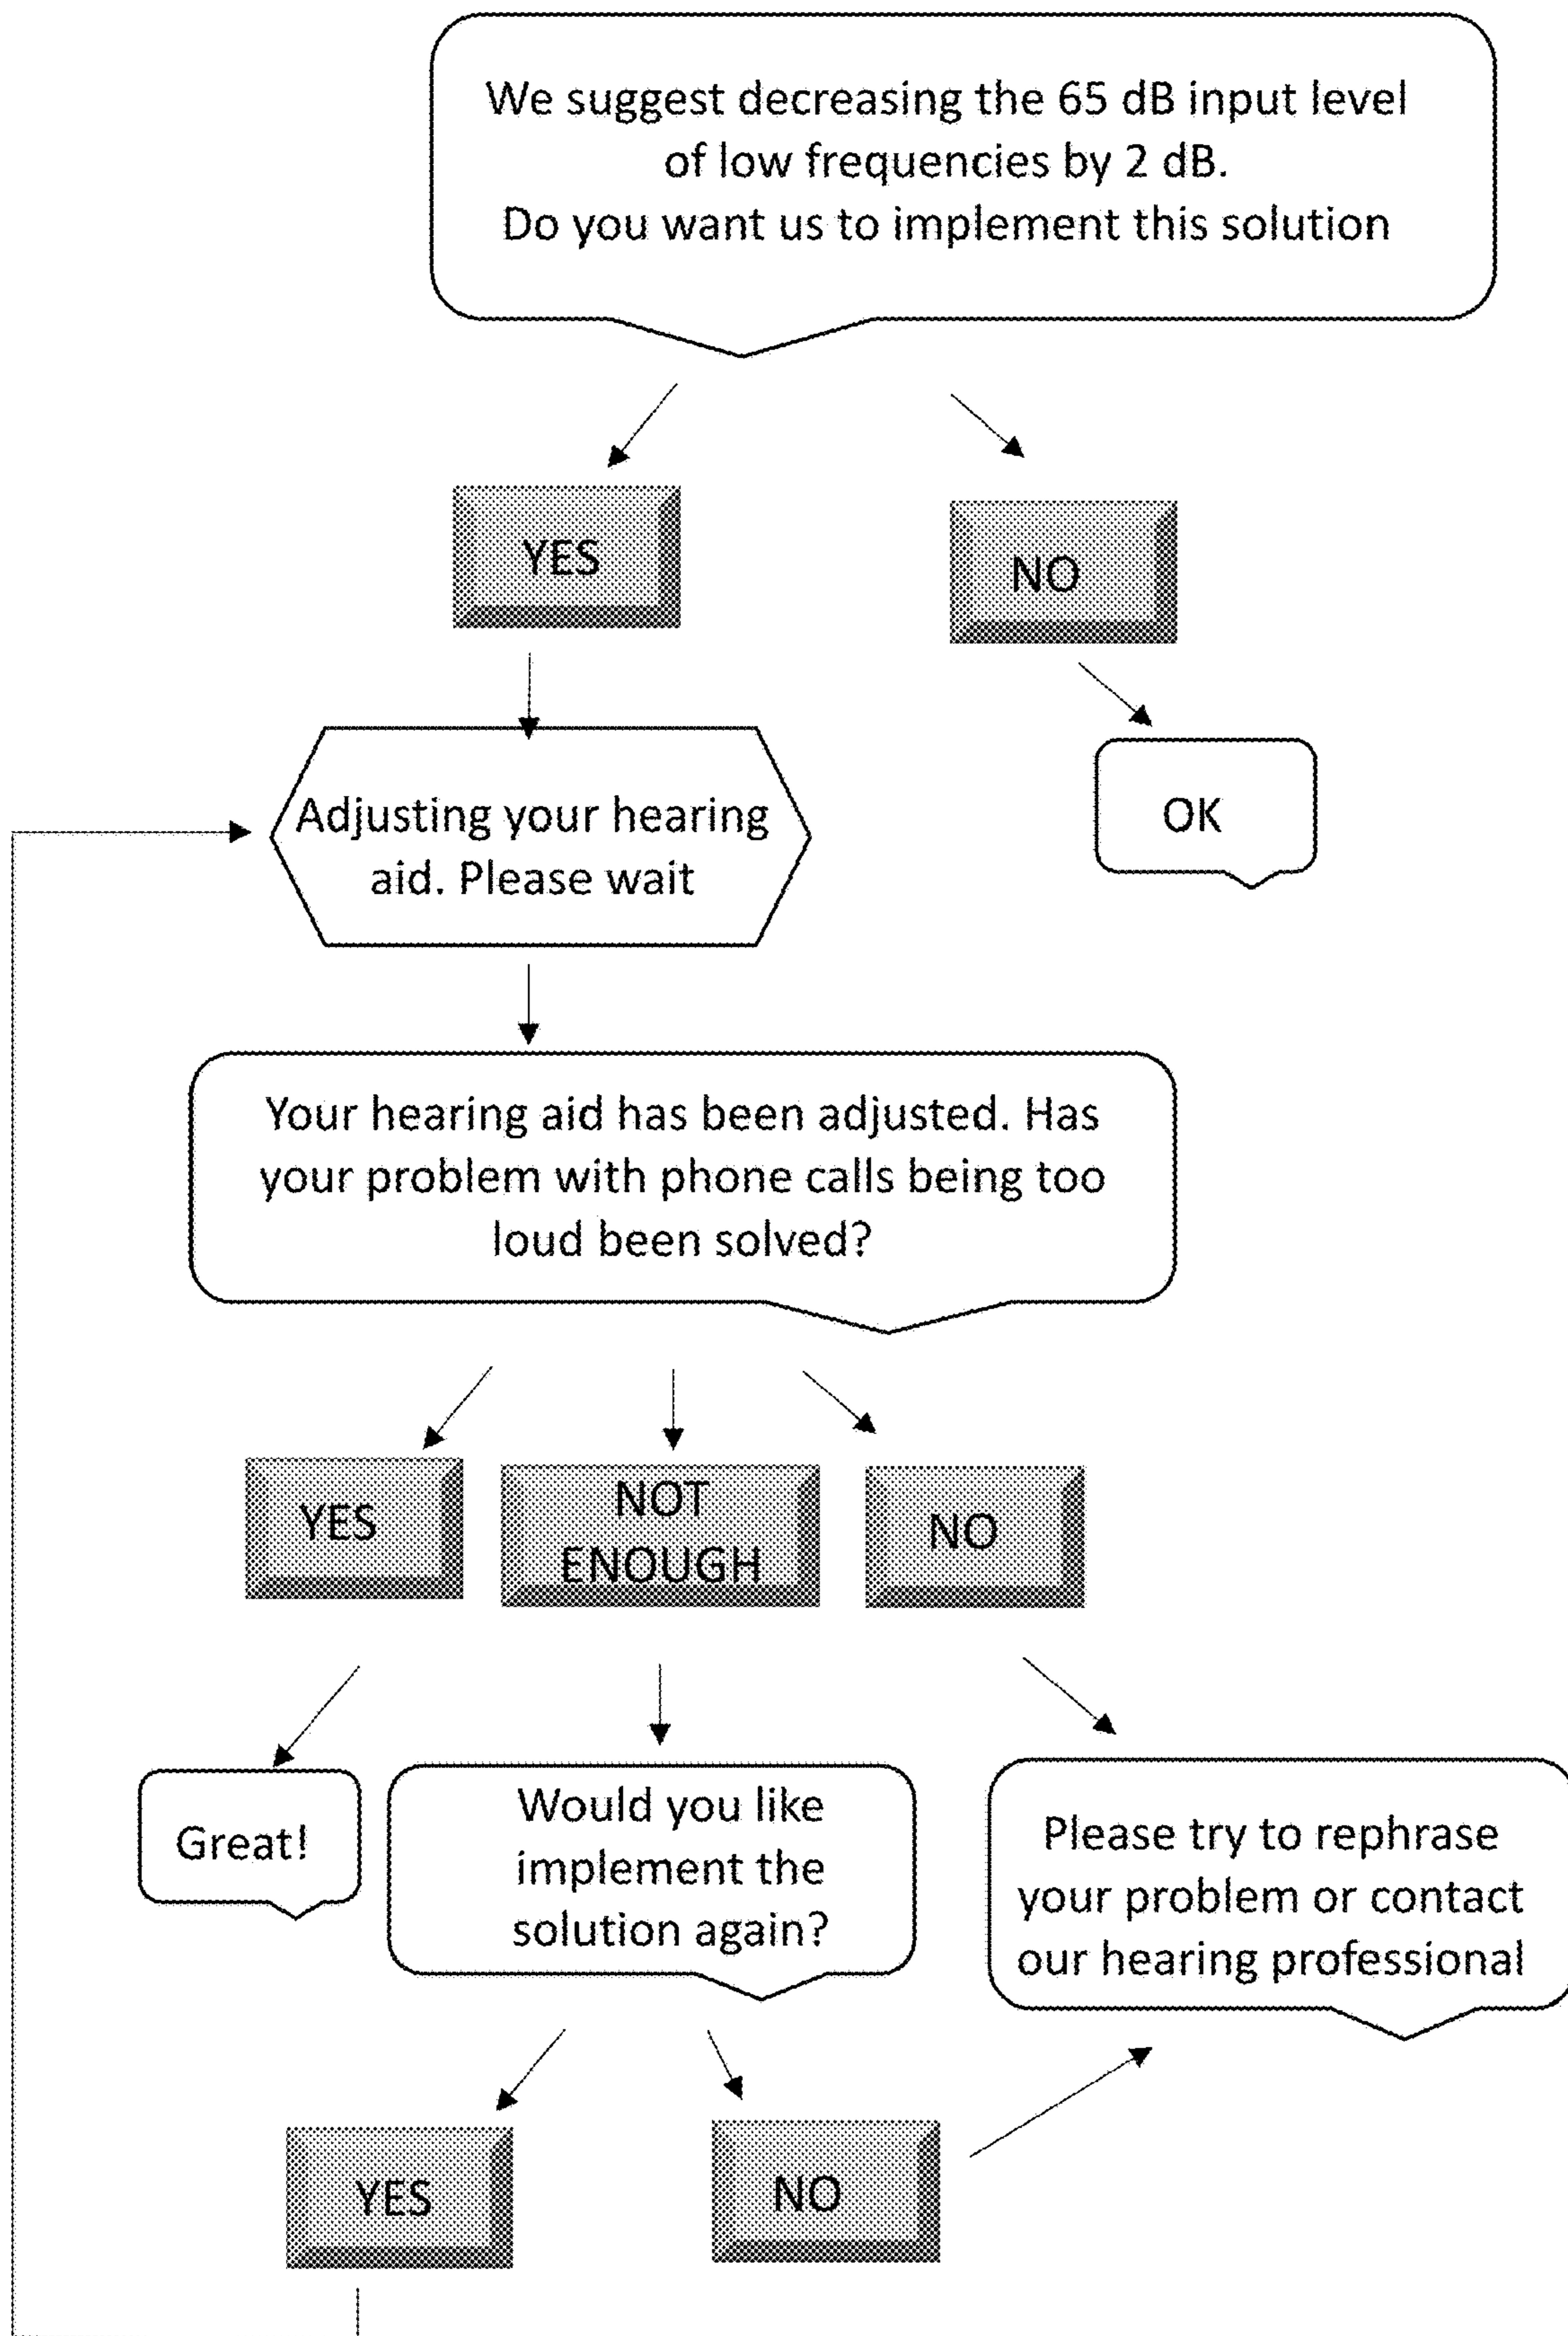 We suggest decreasing the 65 dB input level
of low frequencies by 2 dB.
Do you want us to implement this solution
YES
NO
Adjusting your hearing
aid. Please wait
OK
Your hearing aid has been adjusted. Has
your problem with phone calls being too
loud been solved?
YES
NOT
ENOUGH
NO
Great!
Would you like
implement the
solution again?
Please try to rephrase
your problem or contact
our hearing professional
YES
NO